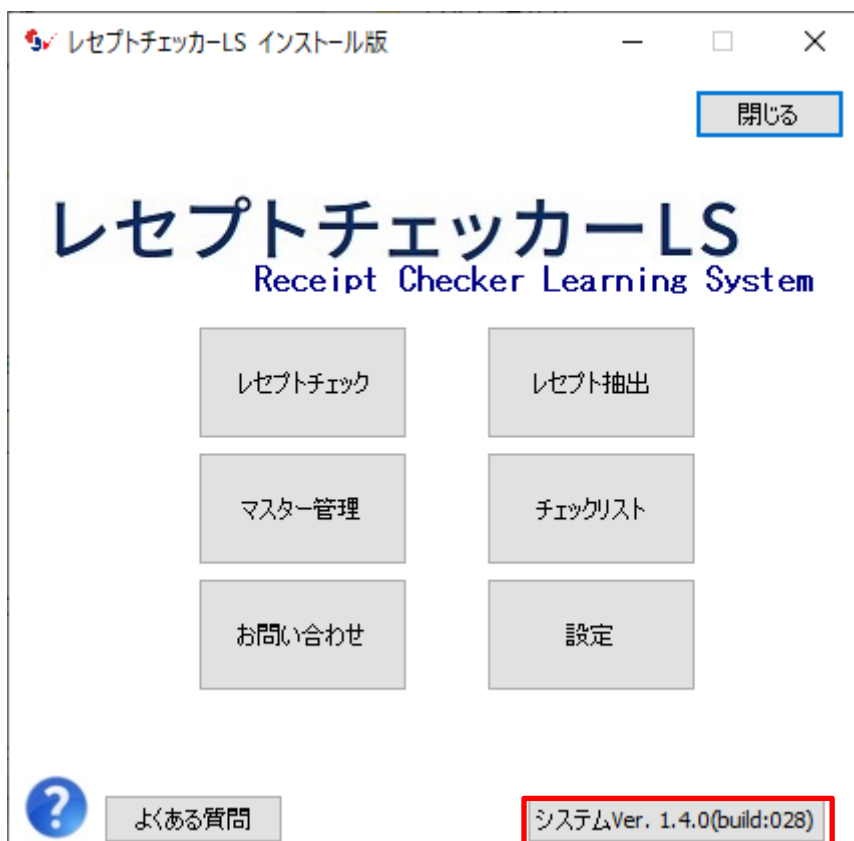 レセプトチェッカーLS インストール版
閉じる
レセプトチェッカーLS
Receipt Checker Learning System
レセプトチェック
レセプト抽出
マスター管理
チェックリスト
お問い合わせ
設定
?
よくある質問
システムVer. 1.4.0(build:028)